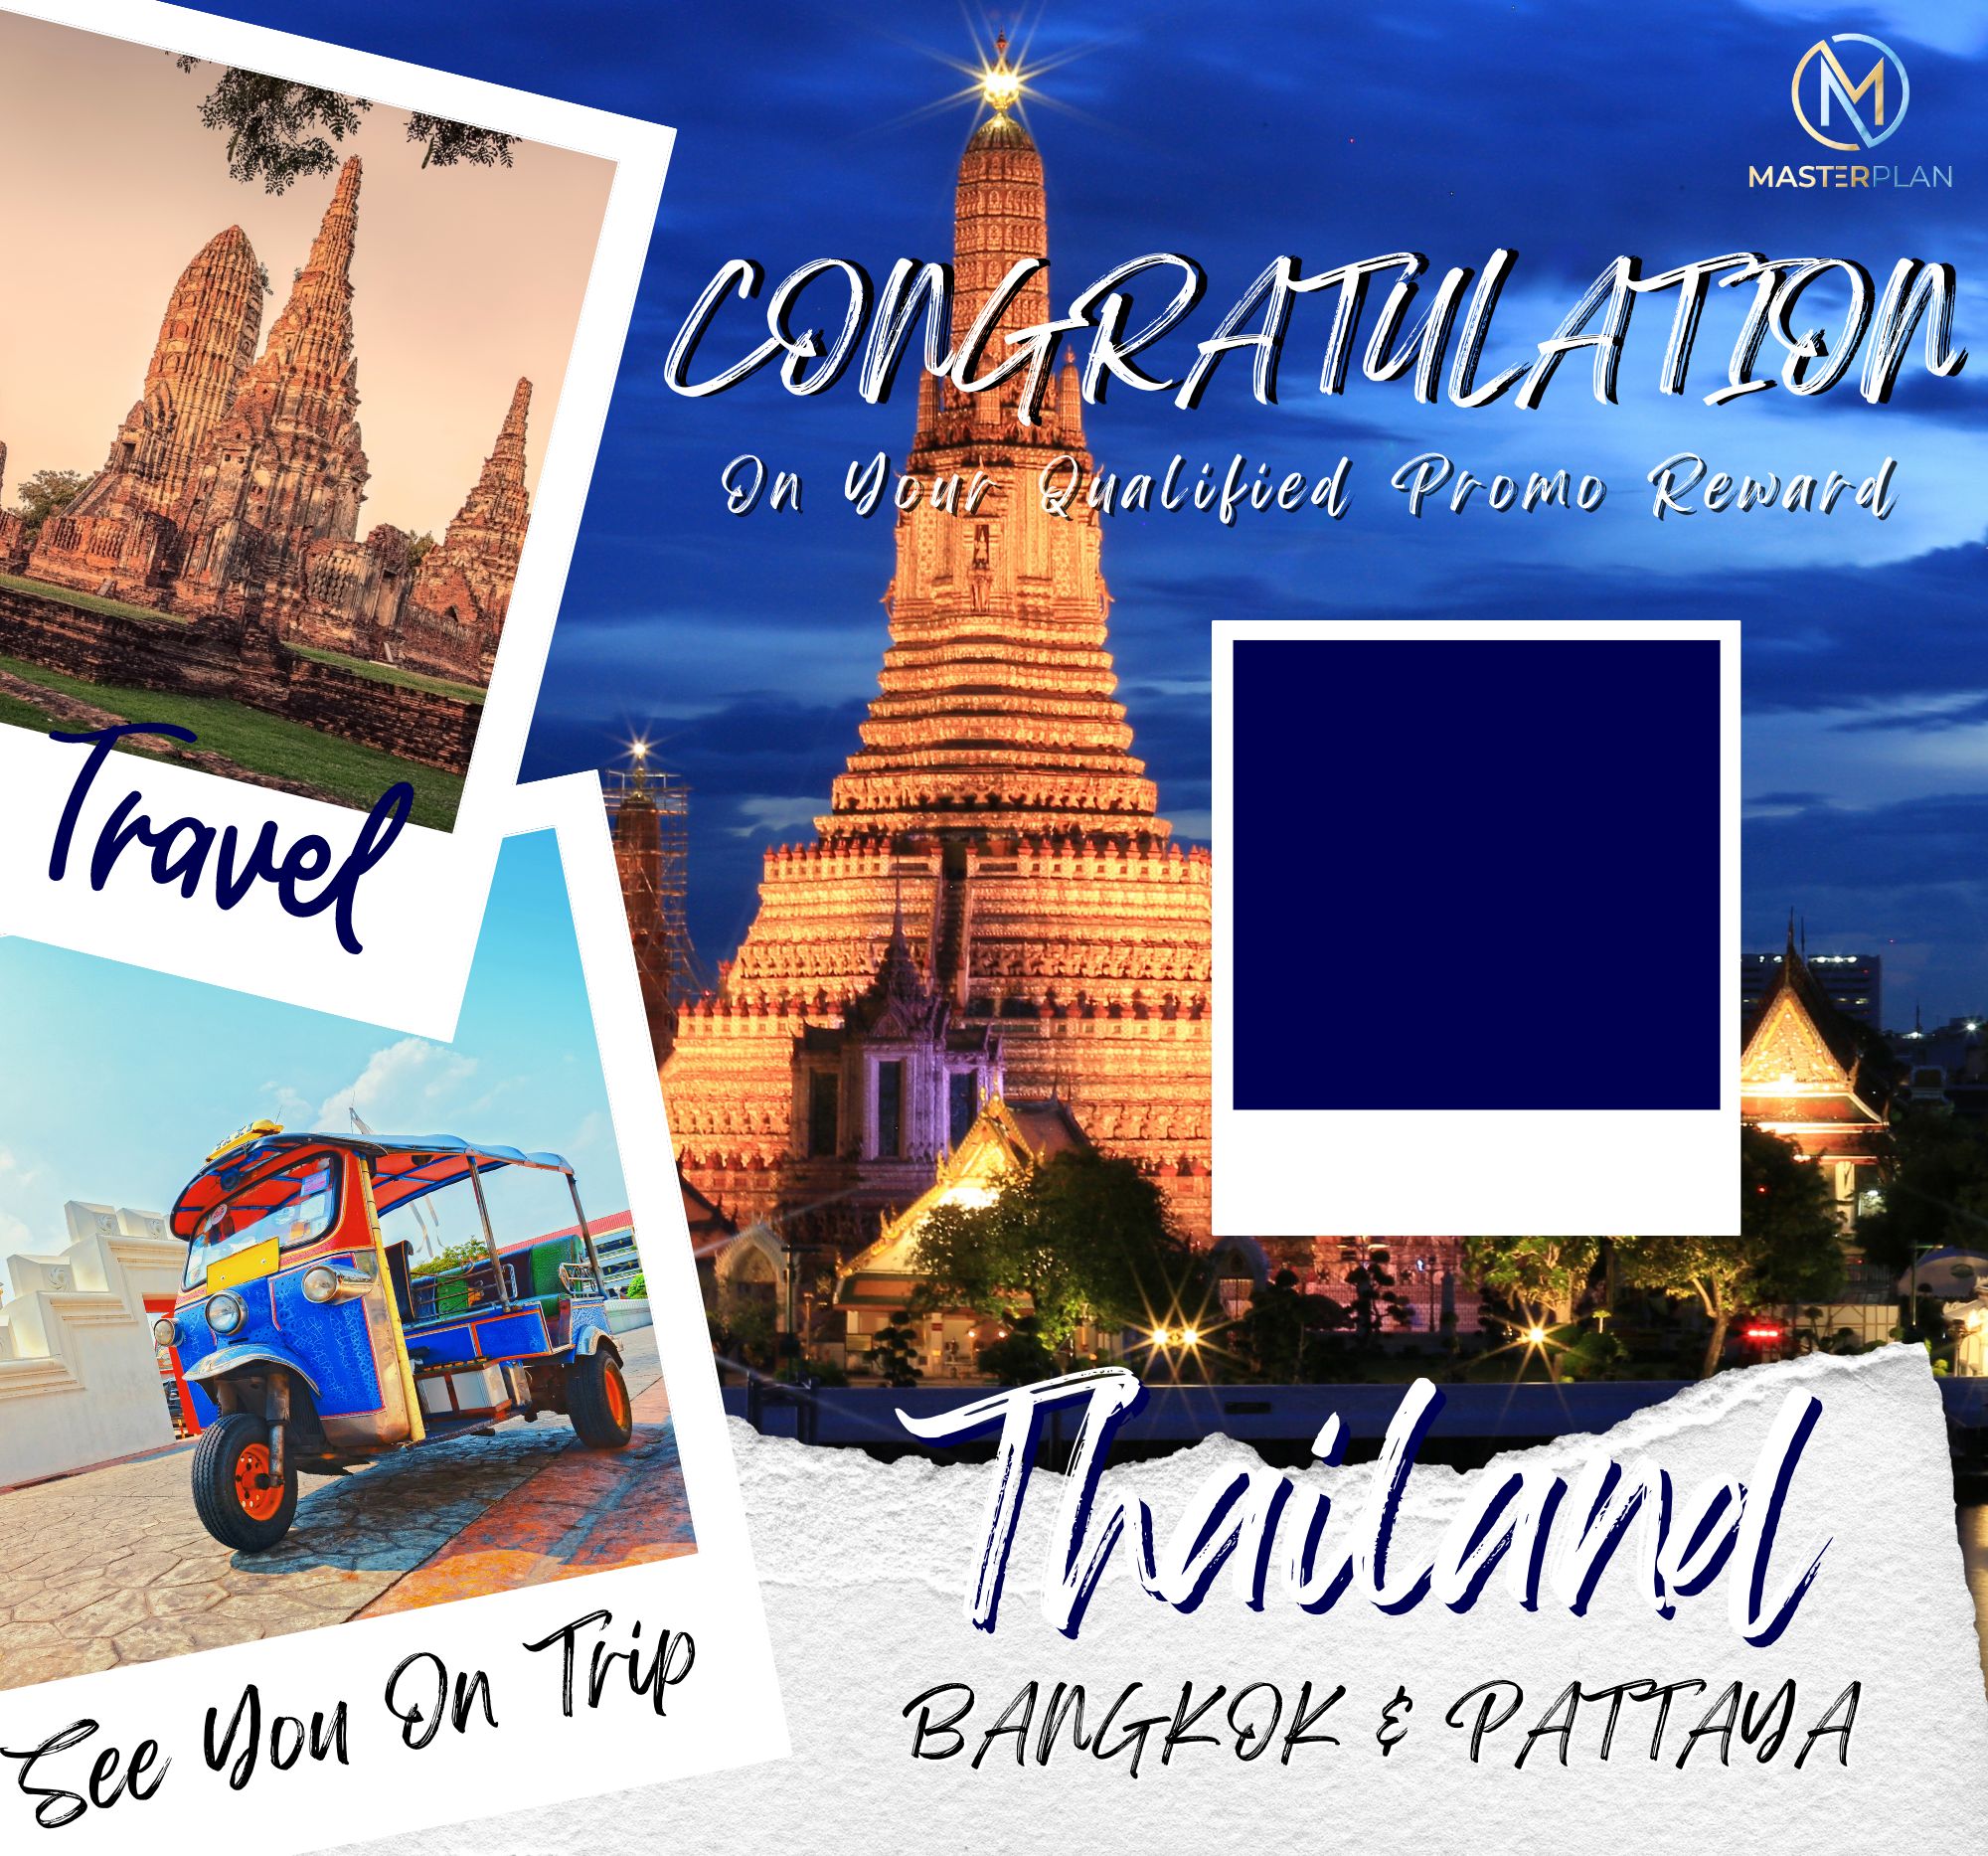 MASTERPLAN
CONGRATULATION
On Your Qualified Promo Reward
Travel
See You On Trip
Thailand
BANGKOK & PATTAYA